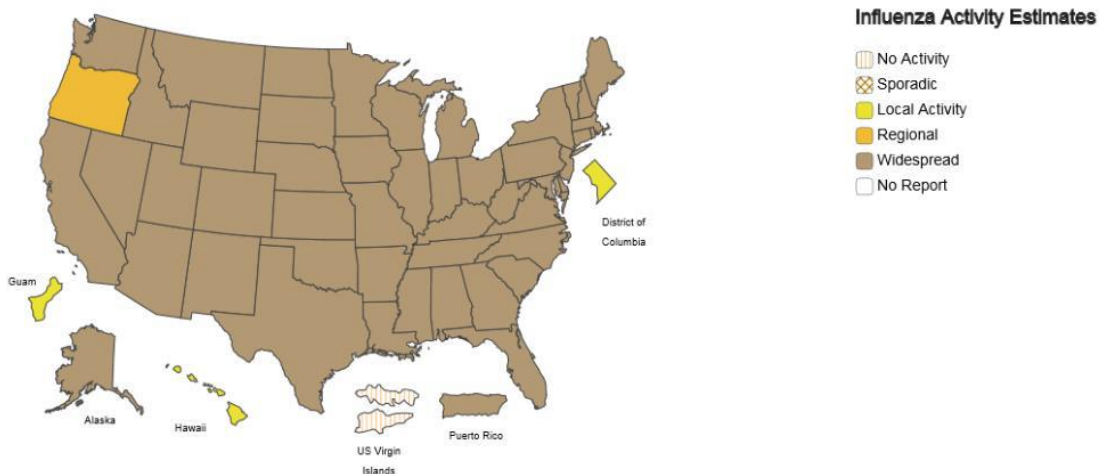 Influenza Activity Estimates
No Activity
Sporadic
Local Activity
Regional
Widespread
No Report
District of
Columbia
Guam
Alaska
Hawaii
US Virgin
Islands
Puerto Rico